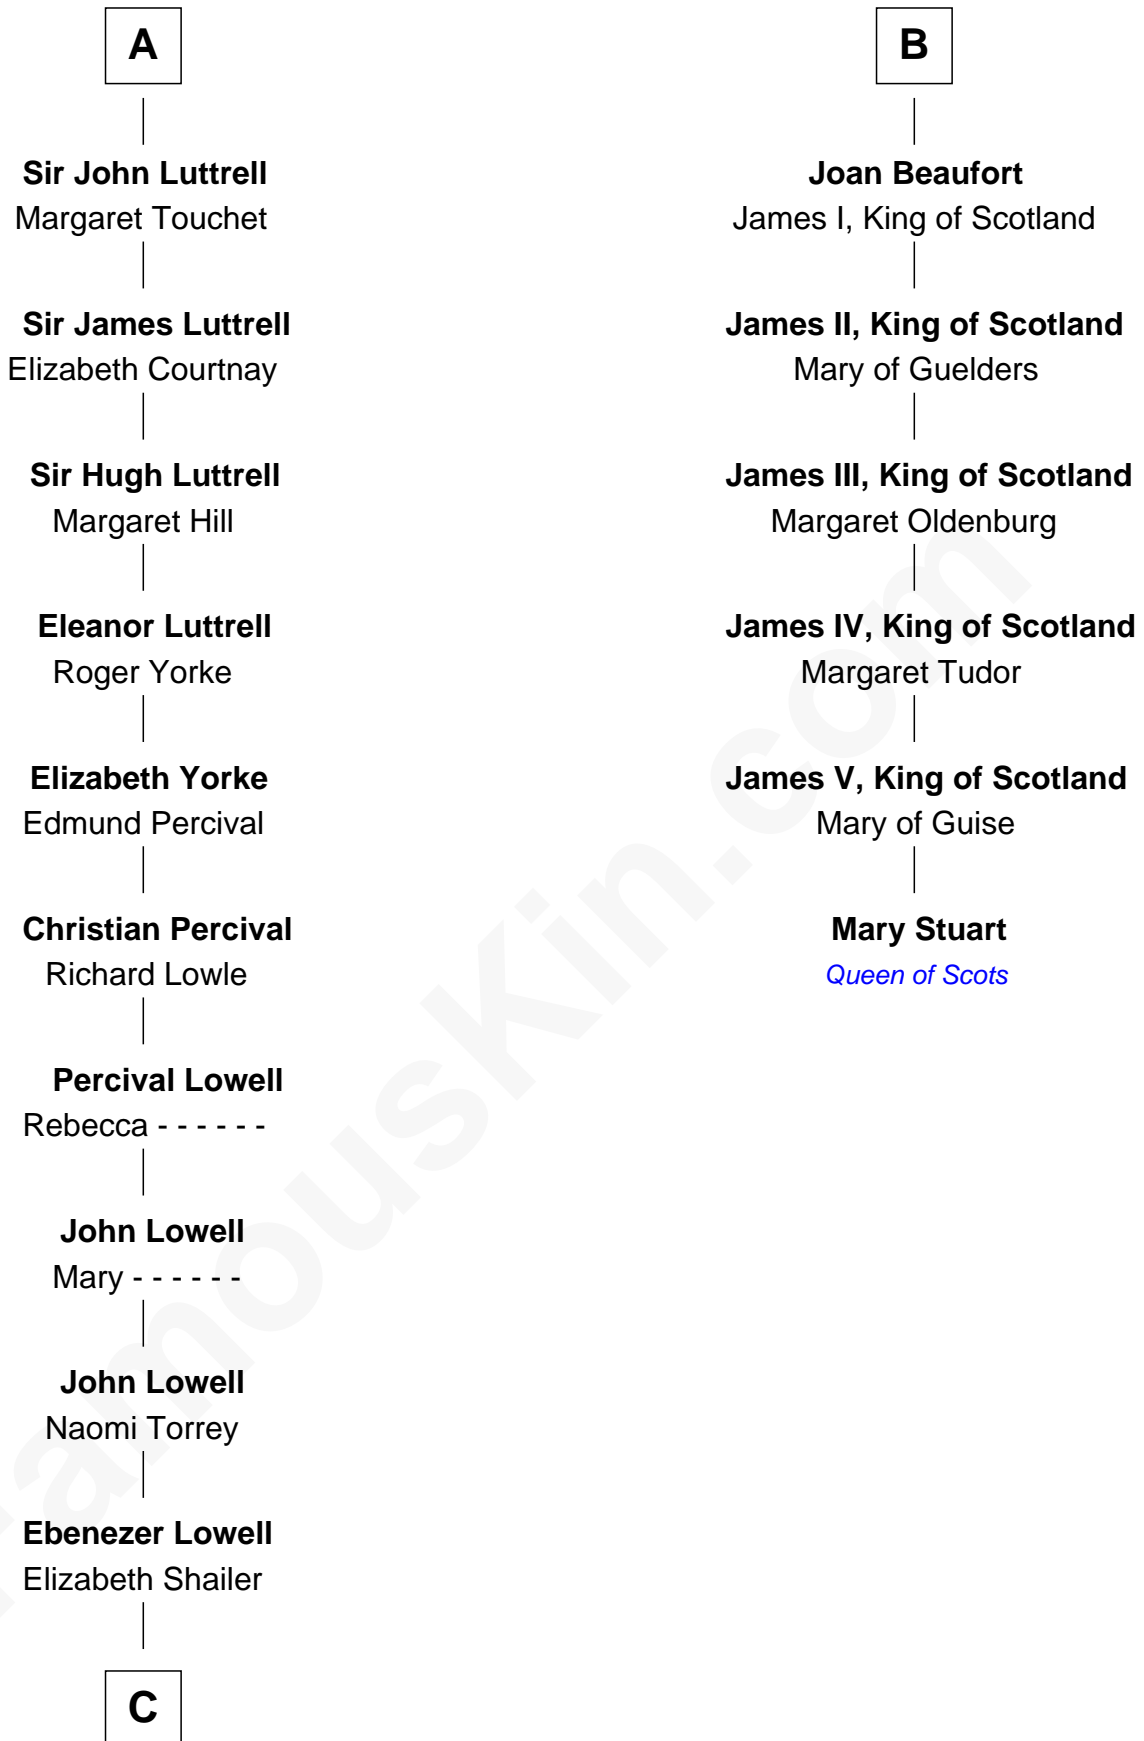 A
Sir John Luttrell
Margaret Touchet
Sir James Luttrell
Elizabeth Courtnay
Sir Hugh Luttrell
Margaret Hill
Eleanor Luttrell
Roger Yorke
Elizabeth Yorke
Edmund Percival
Christian Percival
Richard Lowle
Percival Lowell
Rebecca - - - - - -
John Lowell
Mary - - - - - -
John Lowell
Naomi Torrey
Ebenezer Lowell
Elizabeth Shailer
C
B
Joan Beaufort
James I, King of Scotland
James II, King of Scotland
Mary of Guelders
James III, King of Scotland
Margaret Oldenburg
James IV, King of Scotland
Margaret Tudor
James V, King of Scotland
Mary of Guise
Mary Stuart
Queen of Scots
FamousKin.com